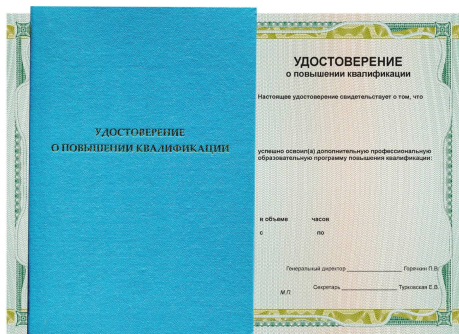 УДОСТОВЕРЕНИЕ
О ПОВЫШЕНИИ КВАЛИФИКАЦИИ
УДОСТОВЕРЕНИЕ
о повышении квалификации
Настоящее удостоверение свидетельствует о том, что
успешно освоил(а) дополнительную профессиональную
образовательную программу повышения квалификации:
в объеме часов
с по
Генеральный директор Горячкин П.В.
Секретарь Турковская Е.В.
М.П.